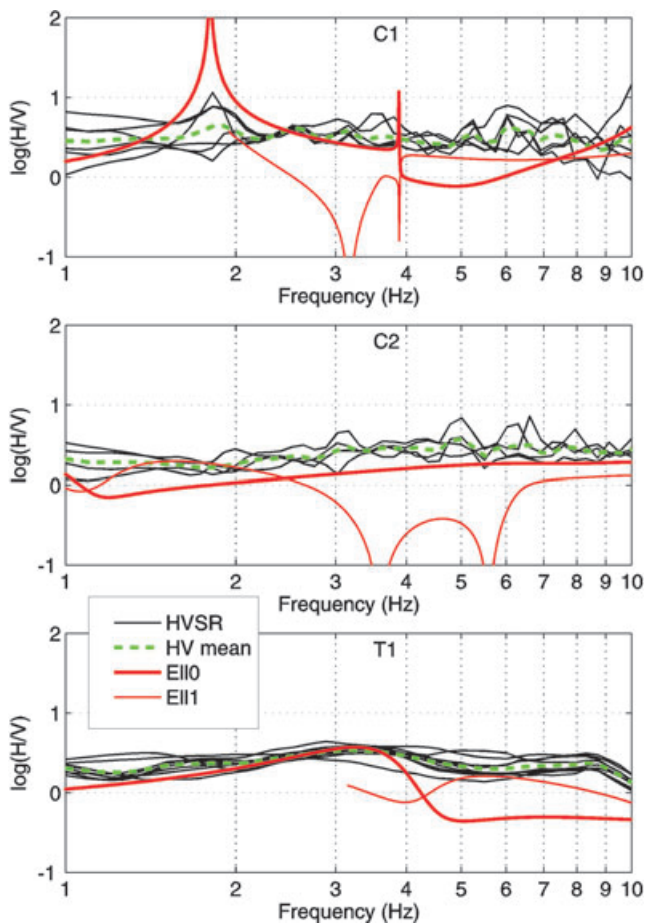 C1
log(H/V)
2
1
0
-1
1 2 3 4 5 6 7 8 9 10
Frequency (Hz)
C2
log(H/V)
2
1
0
-1
1 2 3 4 5 6 7 8 9 10
Frequency (Hz)
HVSR
HV mean
Ell0
Ell1
T1
log(H/V)
2
1
0
-1
1 2 3 4 5 6 7 8 9 10
Frequency (Hz)